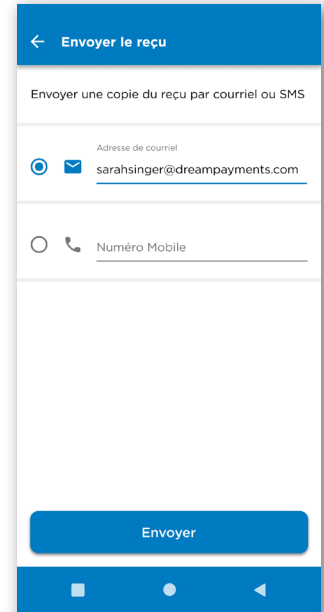 Envoyer le reçu
Envoyer une copie du reçu par courriel ou SMS
Adresse de courriel
sarahsinger@dreampayments.com
Numéro Mobile
Envoyer